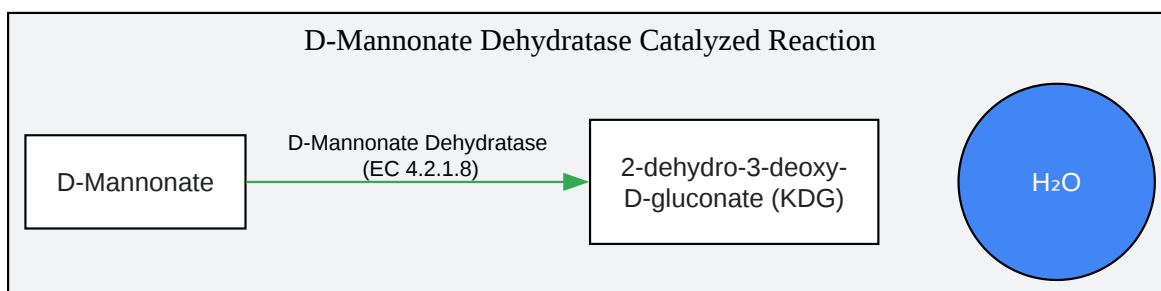 D-Mannonate Dehydratase Catalyzed Reaction
D-Mannonate
D-Mannonate Dehydratase
(EC 4.2.1.8)
2-dehydro-3-deoxy-
D-gluconate (KDG)
H₂O